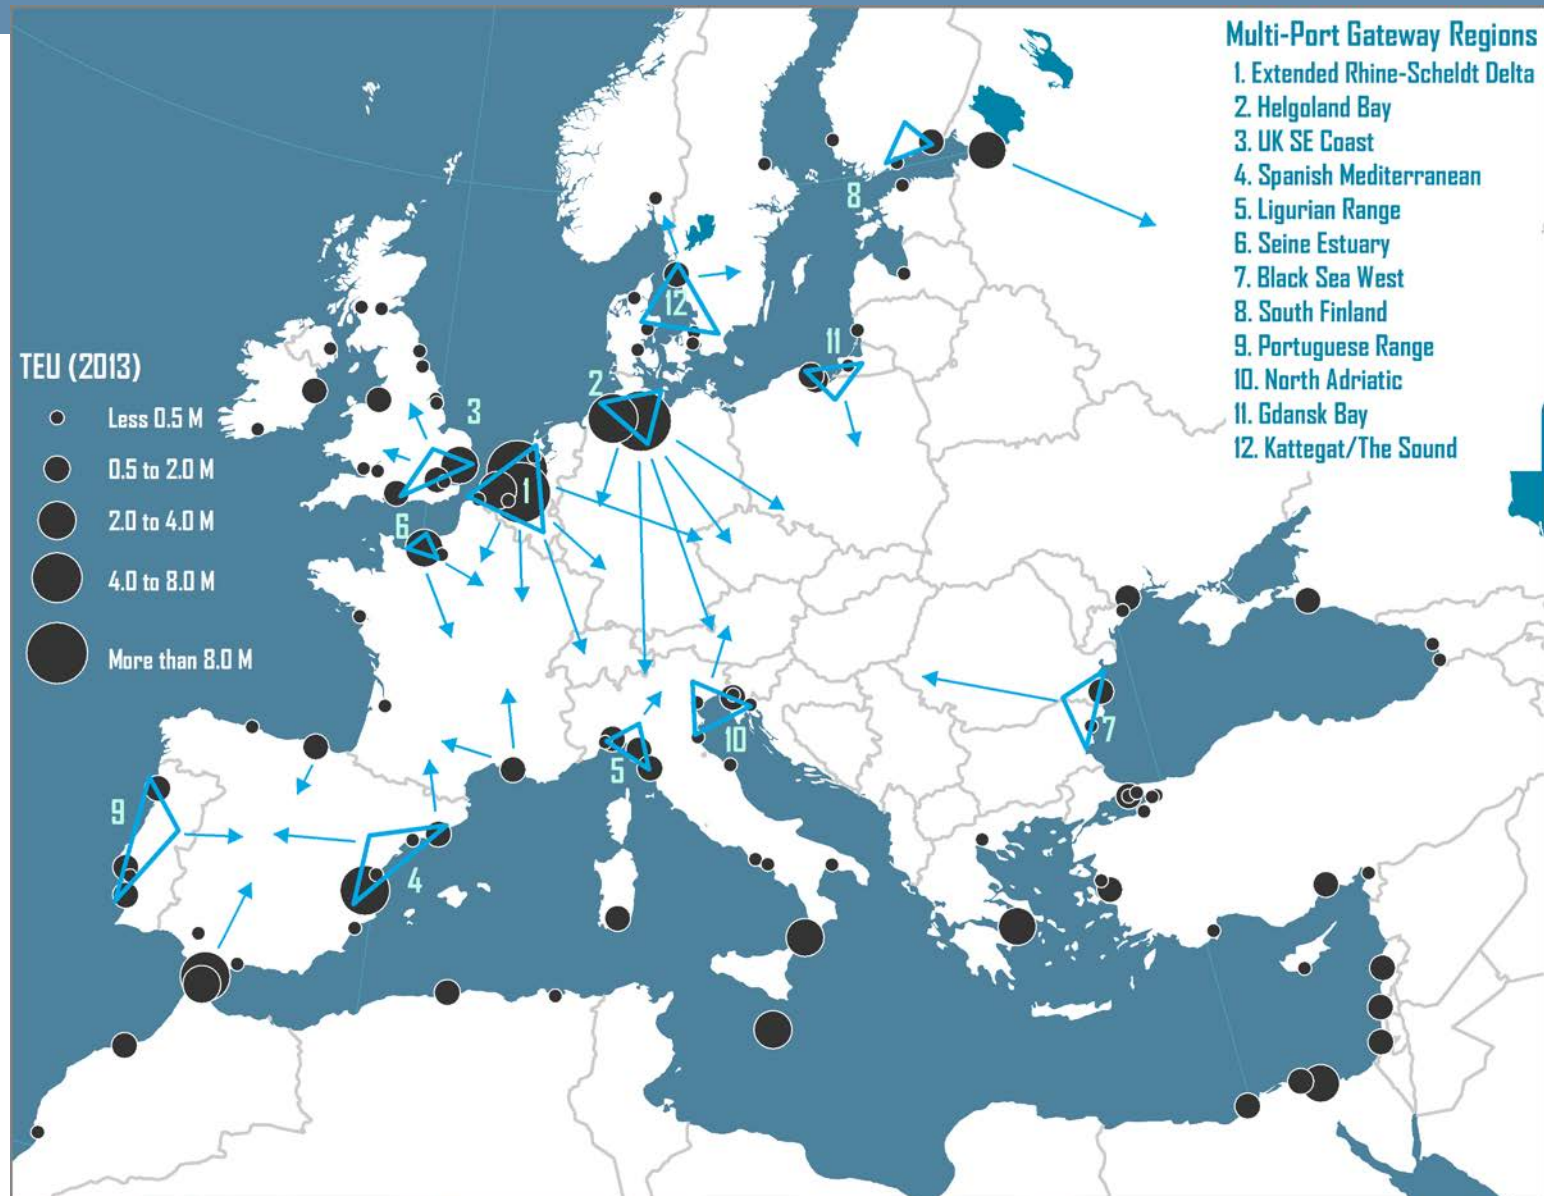 Multi-Port Gateway Regions
1. Extended Rhine-Scheldt Delta
2. Helgoland Bay
3. UK SE Coast
4. Spanish Mediterranean
5. Ligurian Range
6. Seine Estuary
7. Black Sea West
8. South Finland
9. Portuguese Range
10. North Adriatic
11. Gdansk Bay
12. Kattegat/The Sound
TEU (2013)
Less 0.5 M
0.5 to 2.0 M
2.0 to 4.0 M
4.0 to 8.0 M
More than 8.0 M
8
12
11
2
3
1
6
7
10
5
9
4